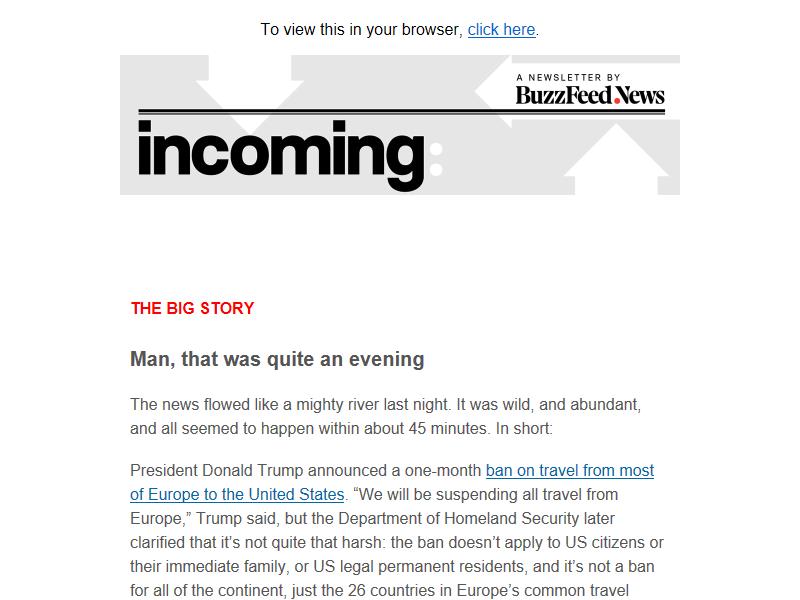 To view this in your browser, click here.
A NEWSLETTER BY
BuzzFeed.News
incoming:
THE BIG STORY
Man, that was quite an evening
The news flowed like a mighty river last night. It was wild, and abundant,
and all seemed to happen within about 45 minutes. In short:
President Donald Trump announced a one-month ban on travel from most
of Europe to the United States. “We will be suspending all travel from
Europe,” Trump said, but the Department of Homeland Security later
clarified that it’s not quite that harsh: the ban doesn’t apply to US citizens or
their immediate family, or US legal permanent residents, and it’s not a ban
for all of the continent, just the 26 countries in Europe’s common travel